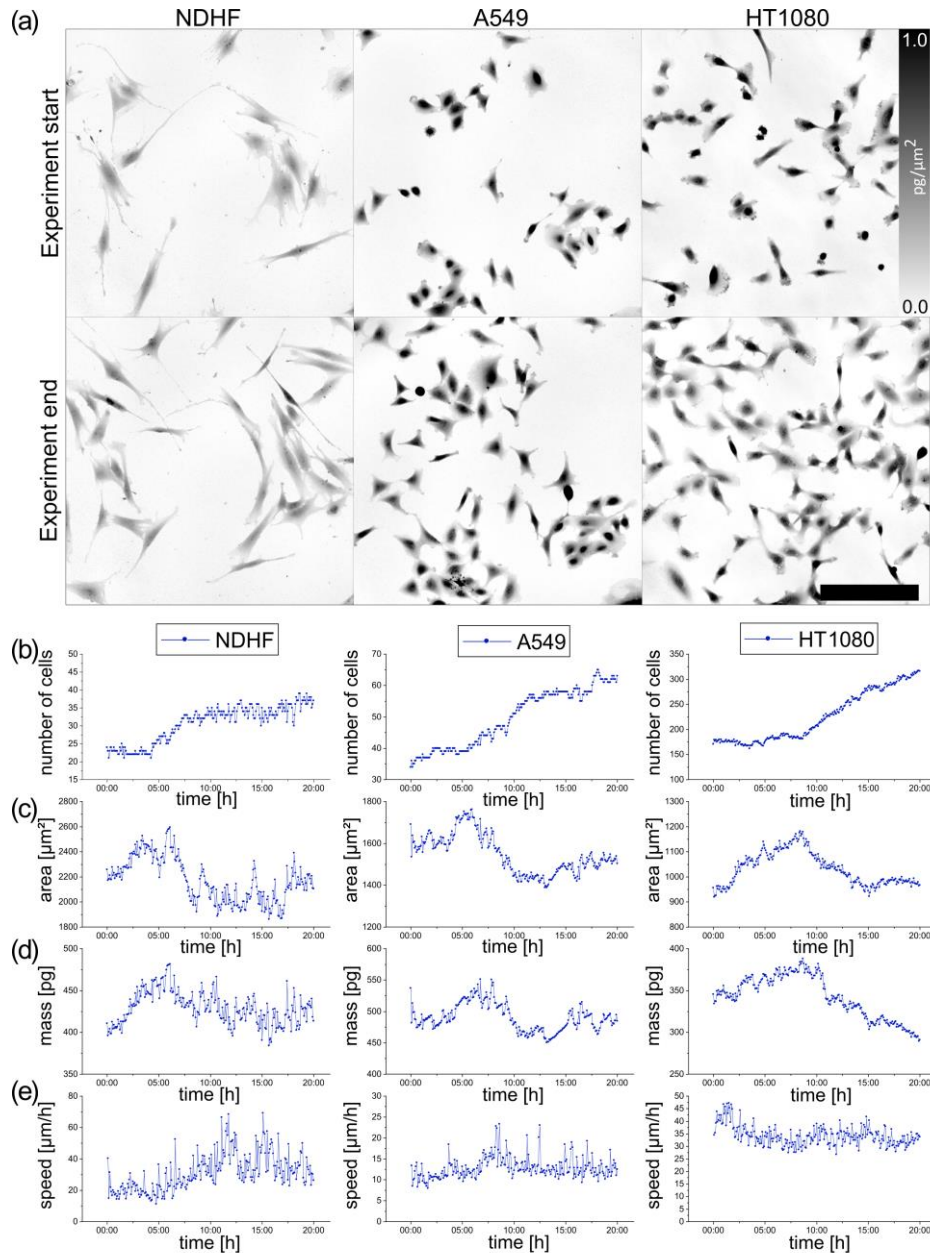 (a) NDHF A549 HT1080
Experiment start
1.0
pg/µm²
0.0
Experiment end
(b) NDHF A549 HT1080
number of cells
45
40
35
30
25
20
15
00:00 05:00 10:00 15:00 20:00
time [h]
number of cells
70
60
50
40
30
00:00 05:00 10:00 15:00 20:00
time [h]
number of cells
350
300
250
200
150
100
00:00 05:00 10:00 15:00 20:00
time [h]
(c)
area [µm²]
2800
2600
2400
2200
2000
1800
00:00 05:00 10:00 15:00 20:00
time [h]
area [µm²]
1800
1600
1400
1200
00:00 05:00 10:00 15:00 20:00
time [h]
area [µm²]
1300
1200
1100
1000
900
800
00:00 05:00 10:00 15:00 20:00
time [h]
(d)
mass [pg]
500
450
400
350
00:00 05:00 10:00 15:00 20:00
time [h]
mass [pg]
600
550
500
450
400
00:00 05:00 10:00 15:00 20:00
time [h]
mass [pg]
400
350
300
250
00:00 05:00 10:00 15:00 20:00
time [h]
(e)
speed [µm/h]
80
60
40
20
0
00:00 05:00 10:00 15:00 20:00
time [h]
speed [µm/h]
30
25
20
15
10
5
0
00:00 05:00 10:00 15:00 20:00
time [h]
speed [µm/h]
50
45
40
35
30
25
20
15
10
5
0
00:00 05:00 10:00 15:00 20:00
time [h]